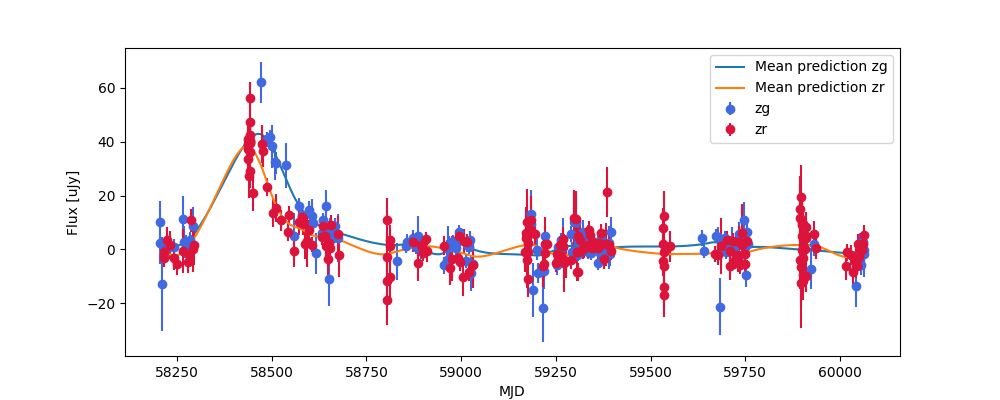 Flux [uJy]
60
40
20
0
−20
58250 58500 58750 59000 59250 59500 59750 60000
MJD
Mean prediction zg
Mean prediction zr
zg
zr